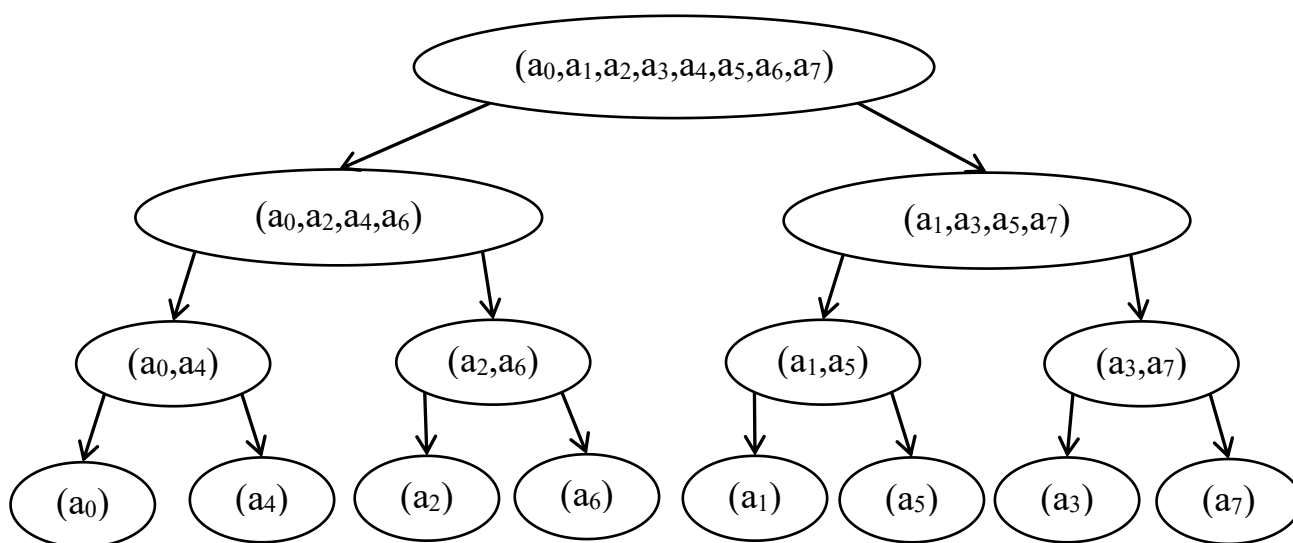 (a₀,a₁,a₂,a₃,a₄,a₅,a₆,a₇)
(a₀,a₂,a₄,a₆) (a₁,a₃,a₅,a₇)
(a₀,a₄) (a₂,a₆) (a₁,a₅) (a₃,a₇)
(a₀) (a₄) (a₂) (a₆) (a₁) (a₅) (a₃) (a₇)